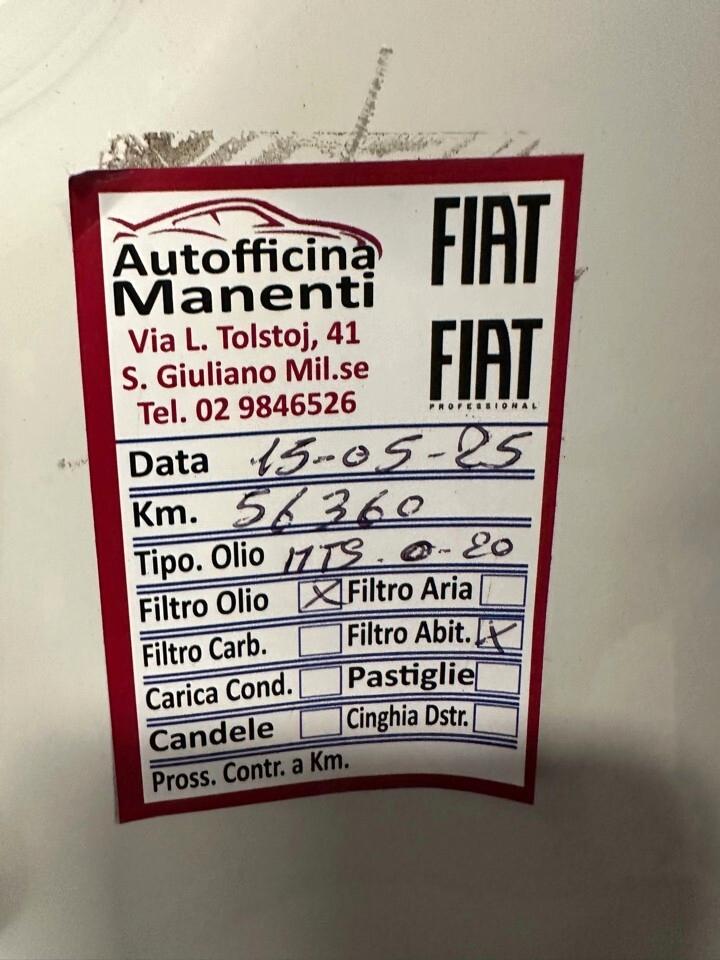 Autofficina
Manenti
Via L. Tolstoj, 41
S. Giuliano Mil.se
Tel. 02 9846526
FIAT
FIAT
PROFESSIONAL
Data 15-05-25
Km. 56360
Tipo. Olio MTS. 0-20
Filtro Olio X Filtro Aria
Filtro Carb. Filtro Abit. X
Carica Cond. Pastiglie
Candele Cinghia Dstr.
Pross. Contr. a Km.